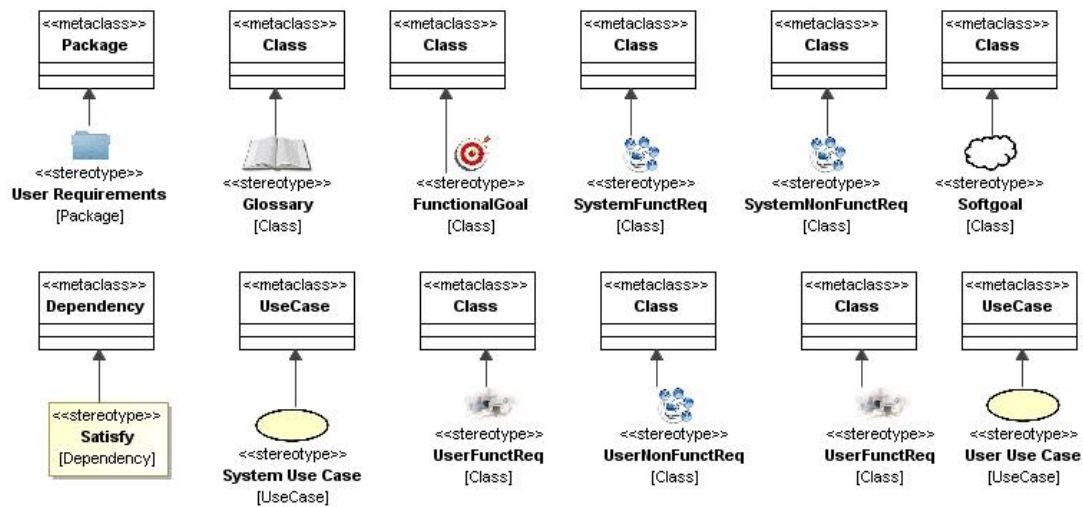 <<metaclass>> <<metaclass>> <<metaclass>> <<metaclass>> <<metaclass>> <<metaclass>>
Package Class Class Class Class Class
<<stereotype>> <<stereotype>> <<stereotype>> <<stereotype>> <<stereotype>> <<stereotype>>
User Requirements Glossary FunctionalGoal SystemFunctReq SystemNonFunctReq Softgoal
[Package] [Class] [Class] [Class] [Class] [Class]
<<metaclass>> <<metaclass>> <<metaclass>> <<metaclass>> <<metaclass>> <<metaclass>>
Dependency UseCase Class Class Class UseCase
<<stereotype>> <<stereotype>> <<stereotype>> <<stereotype>> <<stereotype>> <<stereotype>>
Satisfy System Use Case UserFunctReq UserNonFunctReq UserFunctReq User Use Case
[Dependency] [UseCase] [Class] [Class] [Class] [UseCase]